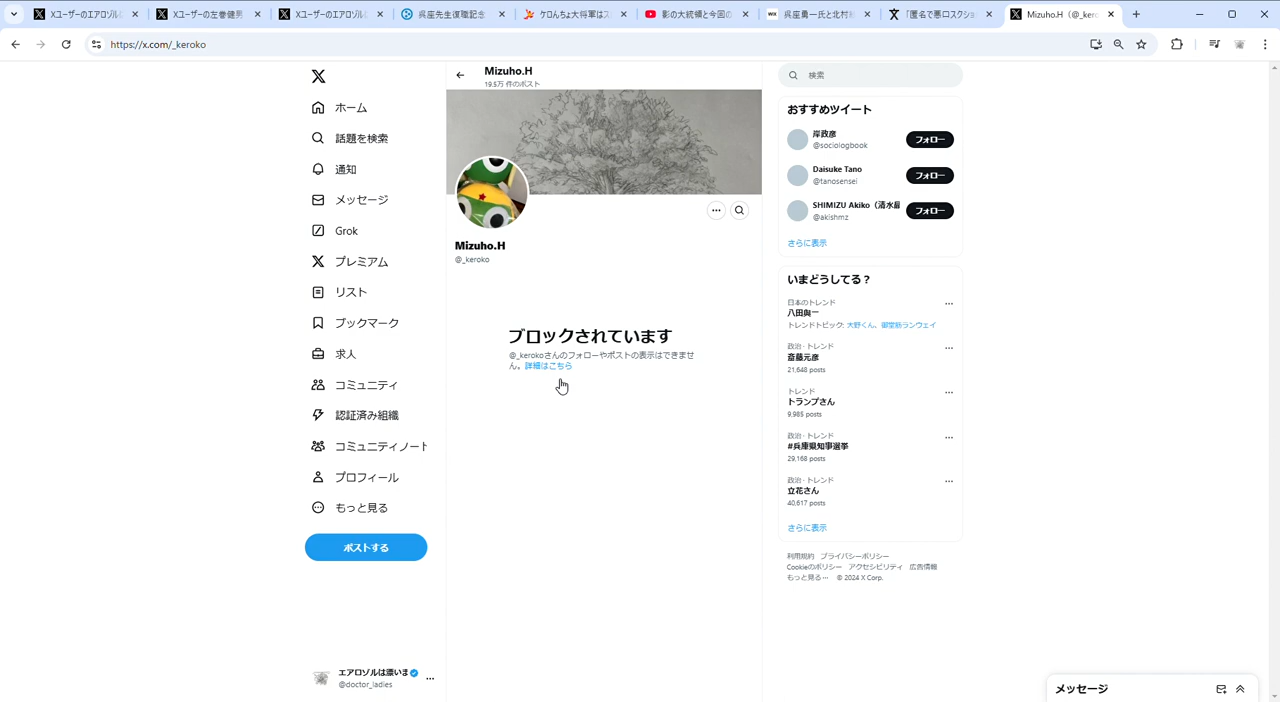 Xユーザーのエアロゾルに
Xユーザーの左巻健男
Xユーザーのエアロゾルに
呉座先生復職記念
ケロんちょ大将軍はス
影の大統領と今回の
呉座勇一氏と北村紗
「匿名で悪口スクショ
Mizuho.H（@_kero
https://x.com/_keroko
Mizuho.H
19.5万 件のポスト
検索
ホーム
話題を検索
通知
メッセージ
Grok
プレミアム
リスト
ブックマーク
求人
コミュニティ
認証済み組織
コミュニティノート
プロフィール
もっと見る
ポストする
エアロゾルは漂いま
@doctor_ladies
Mizuho.H
@_keroko
ブロックされています
@_kerokoさんのフォローやポストの表示はできませ
ん。詳細はこちら
おすすめツイート
岸政彦
@sociologbook
フォロー
Daisuke Tano
@tanosensei
フォロー
SHIMIZU Akiko（清水晶
@akishmz
フォロー
さらに表示
いまどうしてる？
日本のトレンド
八田與一
トレンドトピック: 大野くん、御堂筋ランウェイ
政治・トレンド
斎藤元彦
21,648 posts
トレンド
トランプさん
9,985 posts
政治・トレンド
#兵庫県知事選挙
29,168 posts
政治・トレンド
立花さん
40,617 posts
さらに表示
利用規約 プライバシーポリシー
Cookieのポリシー アクセシビリティ 広告情報
もっと見る… © 2024 X Corp.
メッセージ